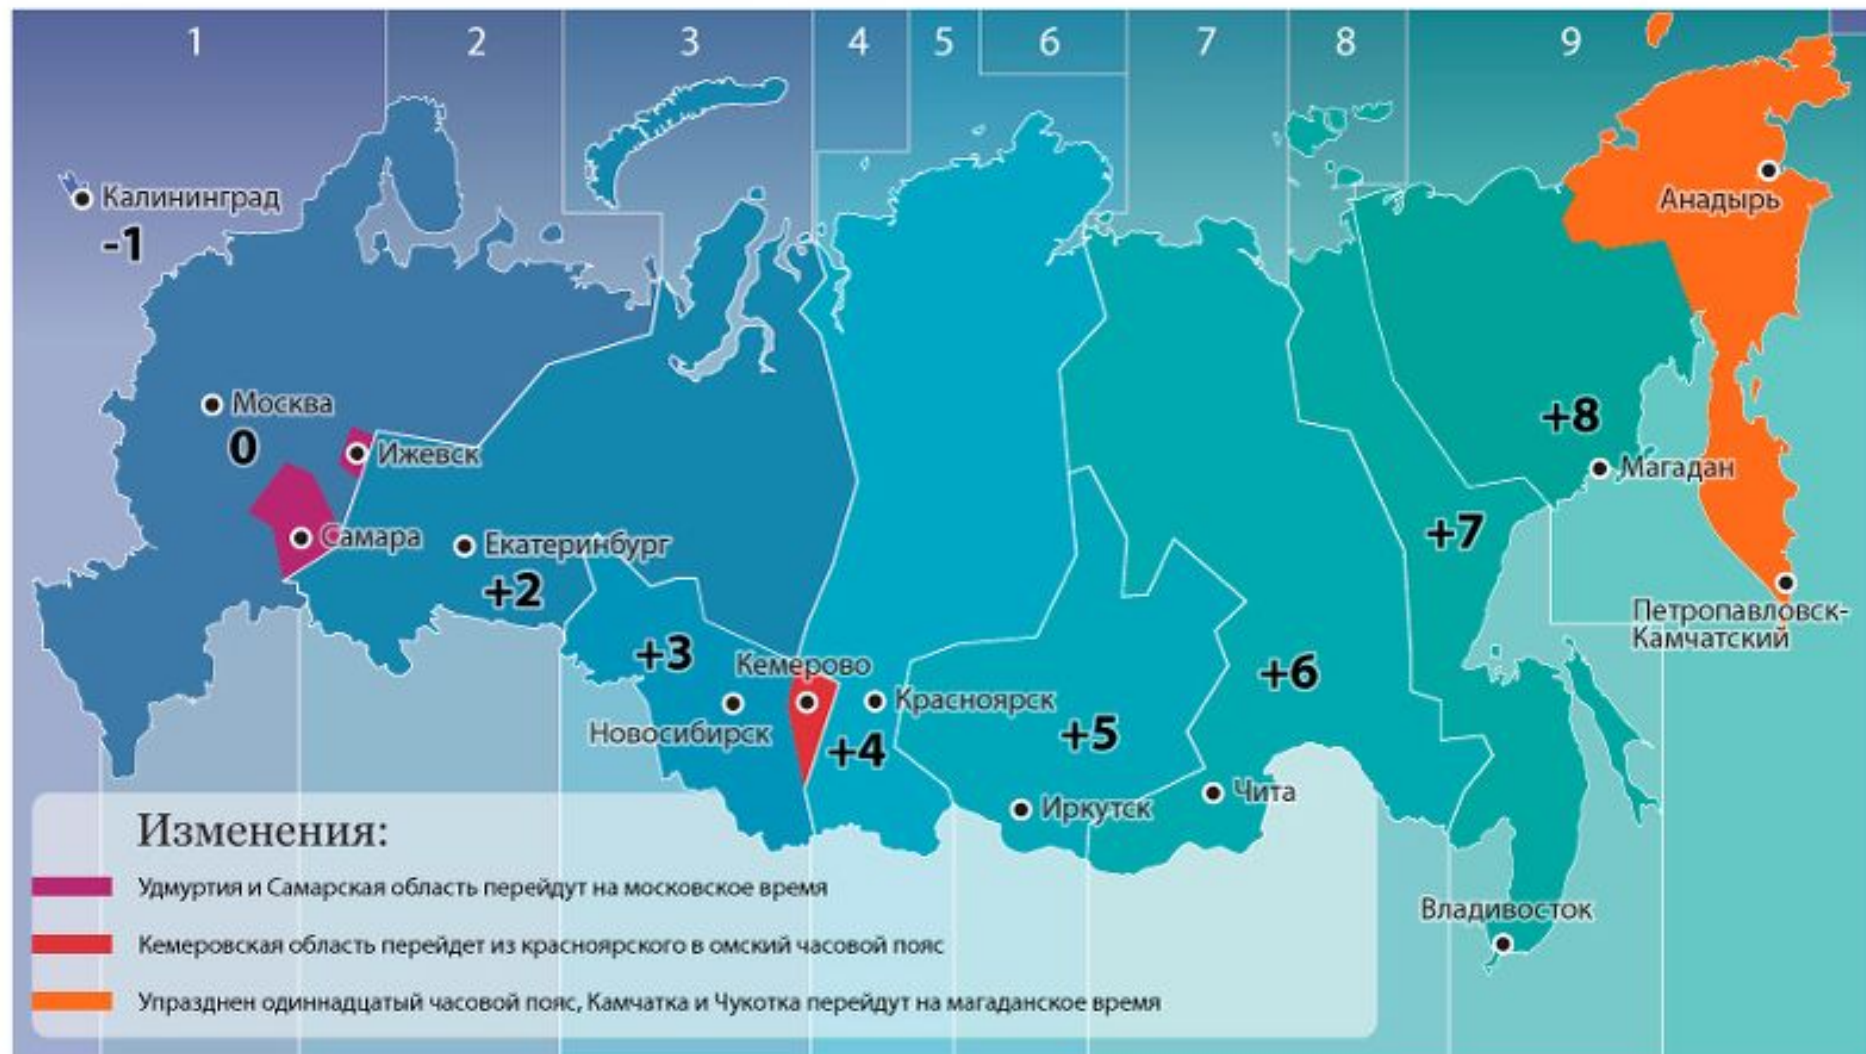 1 2 3 4 5 6 7 8 9
Калининград
-1
Анадырь
Москва
0
Ижевск
Самара
Екатеринбург
+2
+3
Кемерово
Новосибирск
Красноярск
+4
+5
Иркутск
+6
Чита
+7
+8
Магадан
Петропавловск-
Камчатский
Владивосток
Изменения:
Удмуртия и Самарская область перейдут на московское время
Кемеровская область перейдет из красноярского в омский часовой пояс
Упразднен одиннадцатый часовой пояс, Камчатка и Чукотка перейдут на магаданское время